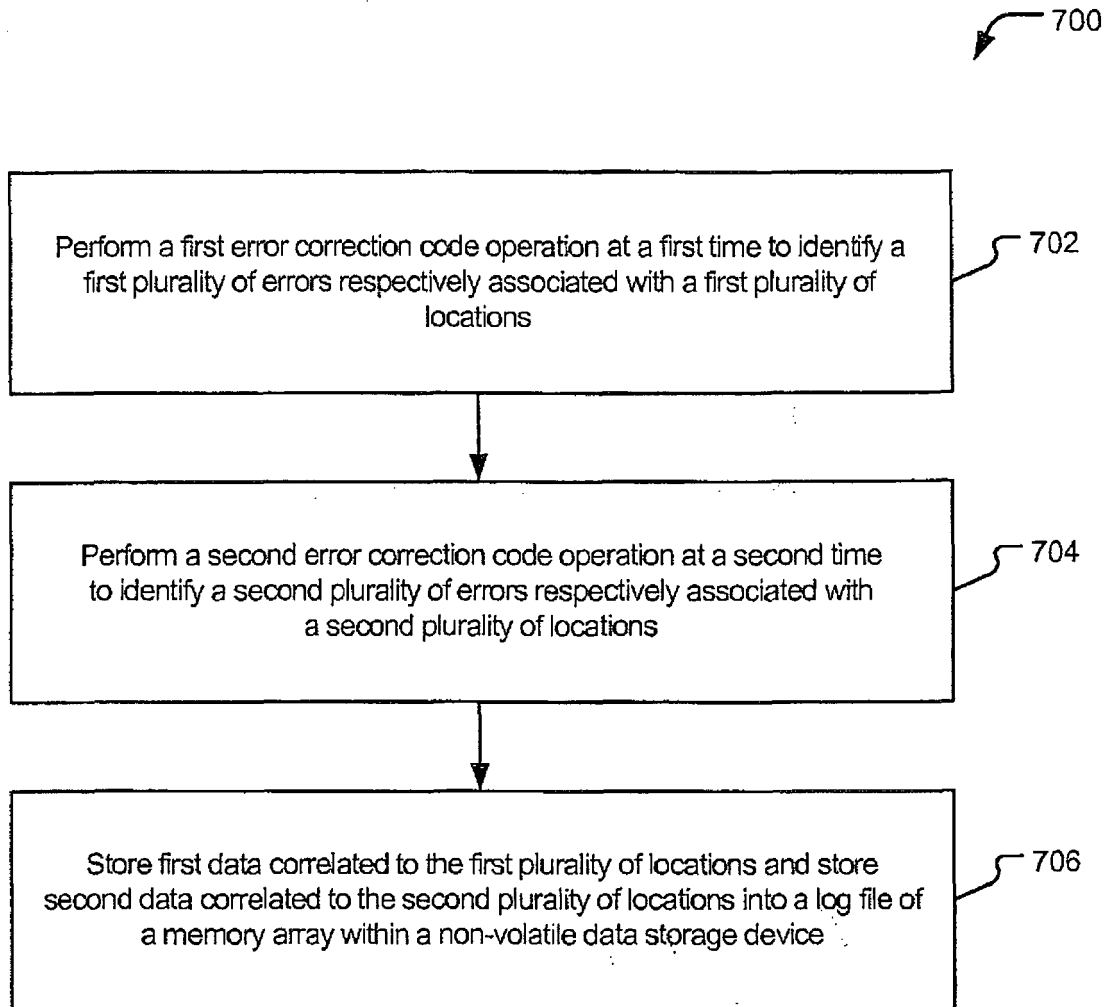 700
Perform a first error correction code operation at a first time to identify a
first plurality of errors respectively associated with a first plurality of
locations
702
Perform a second error correction code operation at a second time
to identify a second plurality of errors respectively associated with
a second plurality of locations
704
Store first data correlated to the first plurality of locations and store
second data correlated to the second plurality of locations into a log file of
a memory array within a non-volatile data storage device
706